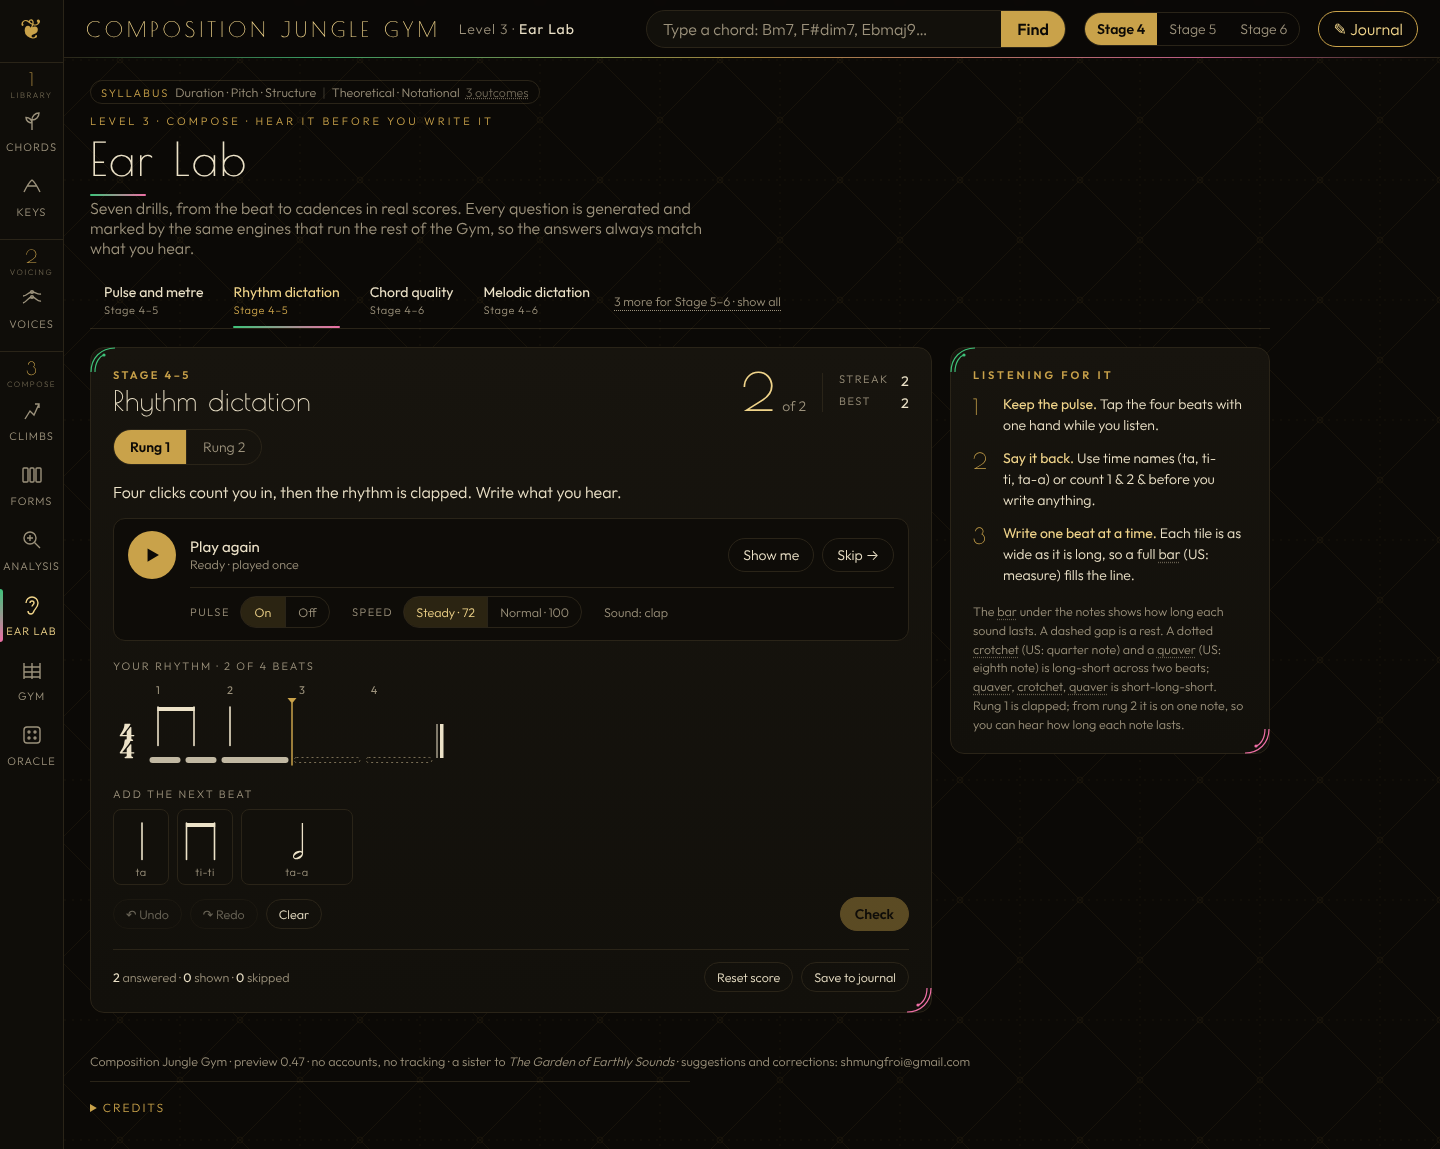 COMPOSITION JUNGLE GYM
Level 3 · Ear Lab
Type a chord: Bm7, F#dim7, Ebmaj9...
Find
Stage 4
Stage 5
Stage 6
✎ Journal
1
LIBRARY
CHORDS
KEYS
2
VOICING
VOICES
3
COMPOSE
CLIMBS
FORMS
ANALYSIS
EAR LAB
GYM
ORACLE
SYLLABUS Duration · Pitch · Structure | Theoretical · Notational 3 outcomes
LEVEL 3 · COMPOSE · HEAR IT BEFORE YOU WRITE IT
Ear Lab
Seven drills, from the beat to cadences in real scores. Every question is generated and
marked by the same engines that run the rest of the Gym, so the answers always match
what you hear.
Pulse and metre
Stage 4–5
Rhythm dictation
Stage 4–5
Chord quality
Stage 4–6
Melodic dictation
Stage 4–6
3 more for Stage 5–6 · show all
STAGE 4–5
Rhythm dictation
2 of 2
STREAK 2
BEST 2
Rung 1
Rung 2
Four clicks count you in, then the rhythm is clapped. Write what you hear.
Play again
Ready · played once
Show me
Skip →
PULSE On Off SPEED Steady · 72 Normal · 100 Sound: clap
YOUR RHYTHM · 2 OF 4 BEATS
1 2 3 4
4
4
ADD THE NEXT BEAT
ta
ti-ti
ta-a
↶ Undo
↷ Redo
Clear
Check
2 answered · 0 shown · 0 skipped
Reset score
Save to journal
LISTENING FOR IT
1 Keep the pulse. Tap the four beats with
one hand while you listen.
2 Say it back. Use time names (ta, ti-
ti, ta-a) or count 1 & 2 & before you
write anything.
3 Write one beat at a time. Each tile is as
wide as it is long, so a full bar (US:
measure) fills the line.
The bar under the notes shows how long each
sound lasts. A dashed gap is a rest. A dotted
crotchet (US: quarter note) and a quaver (US:
eighth note) is long-short across two beats;
quaver, crotchet, quaver is short-long-short.
Rung 1 is clapped; from rung 2 it is on one note, so
you can hear how long each note lasts.
Composition Jungle Gym · preview 0.47 · no accounts, no tracking · a sister to The Garden of Earthly Sounds · suggestions and corrections: shmungfroi@gmail.com
▶ CREDITS